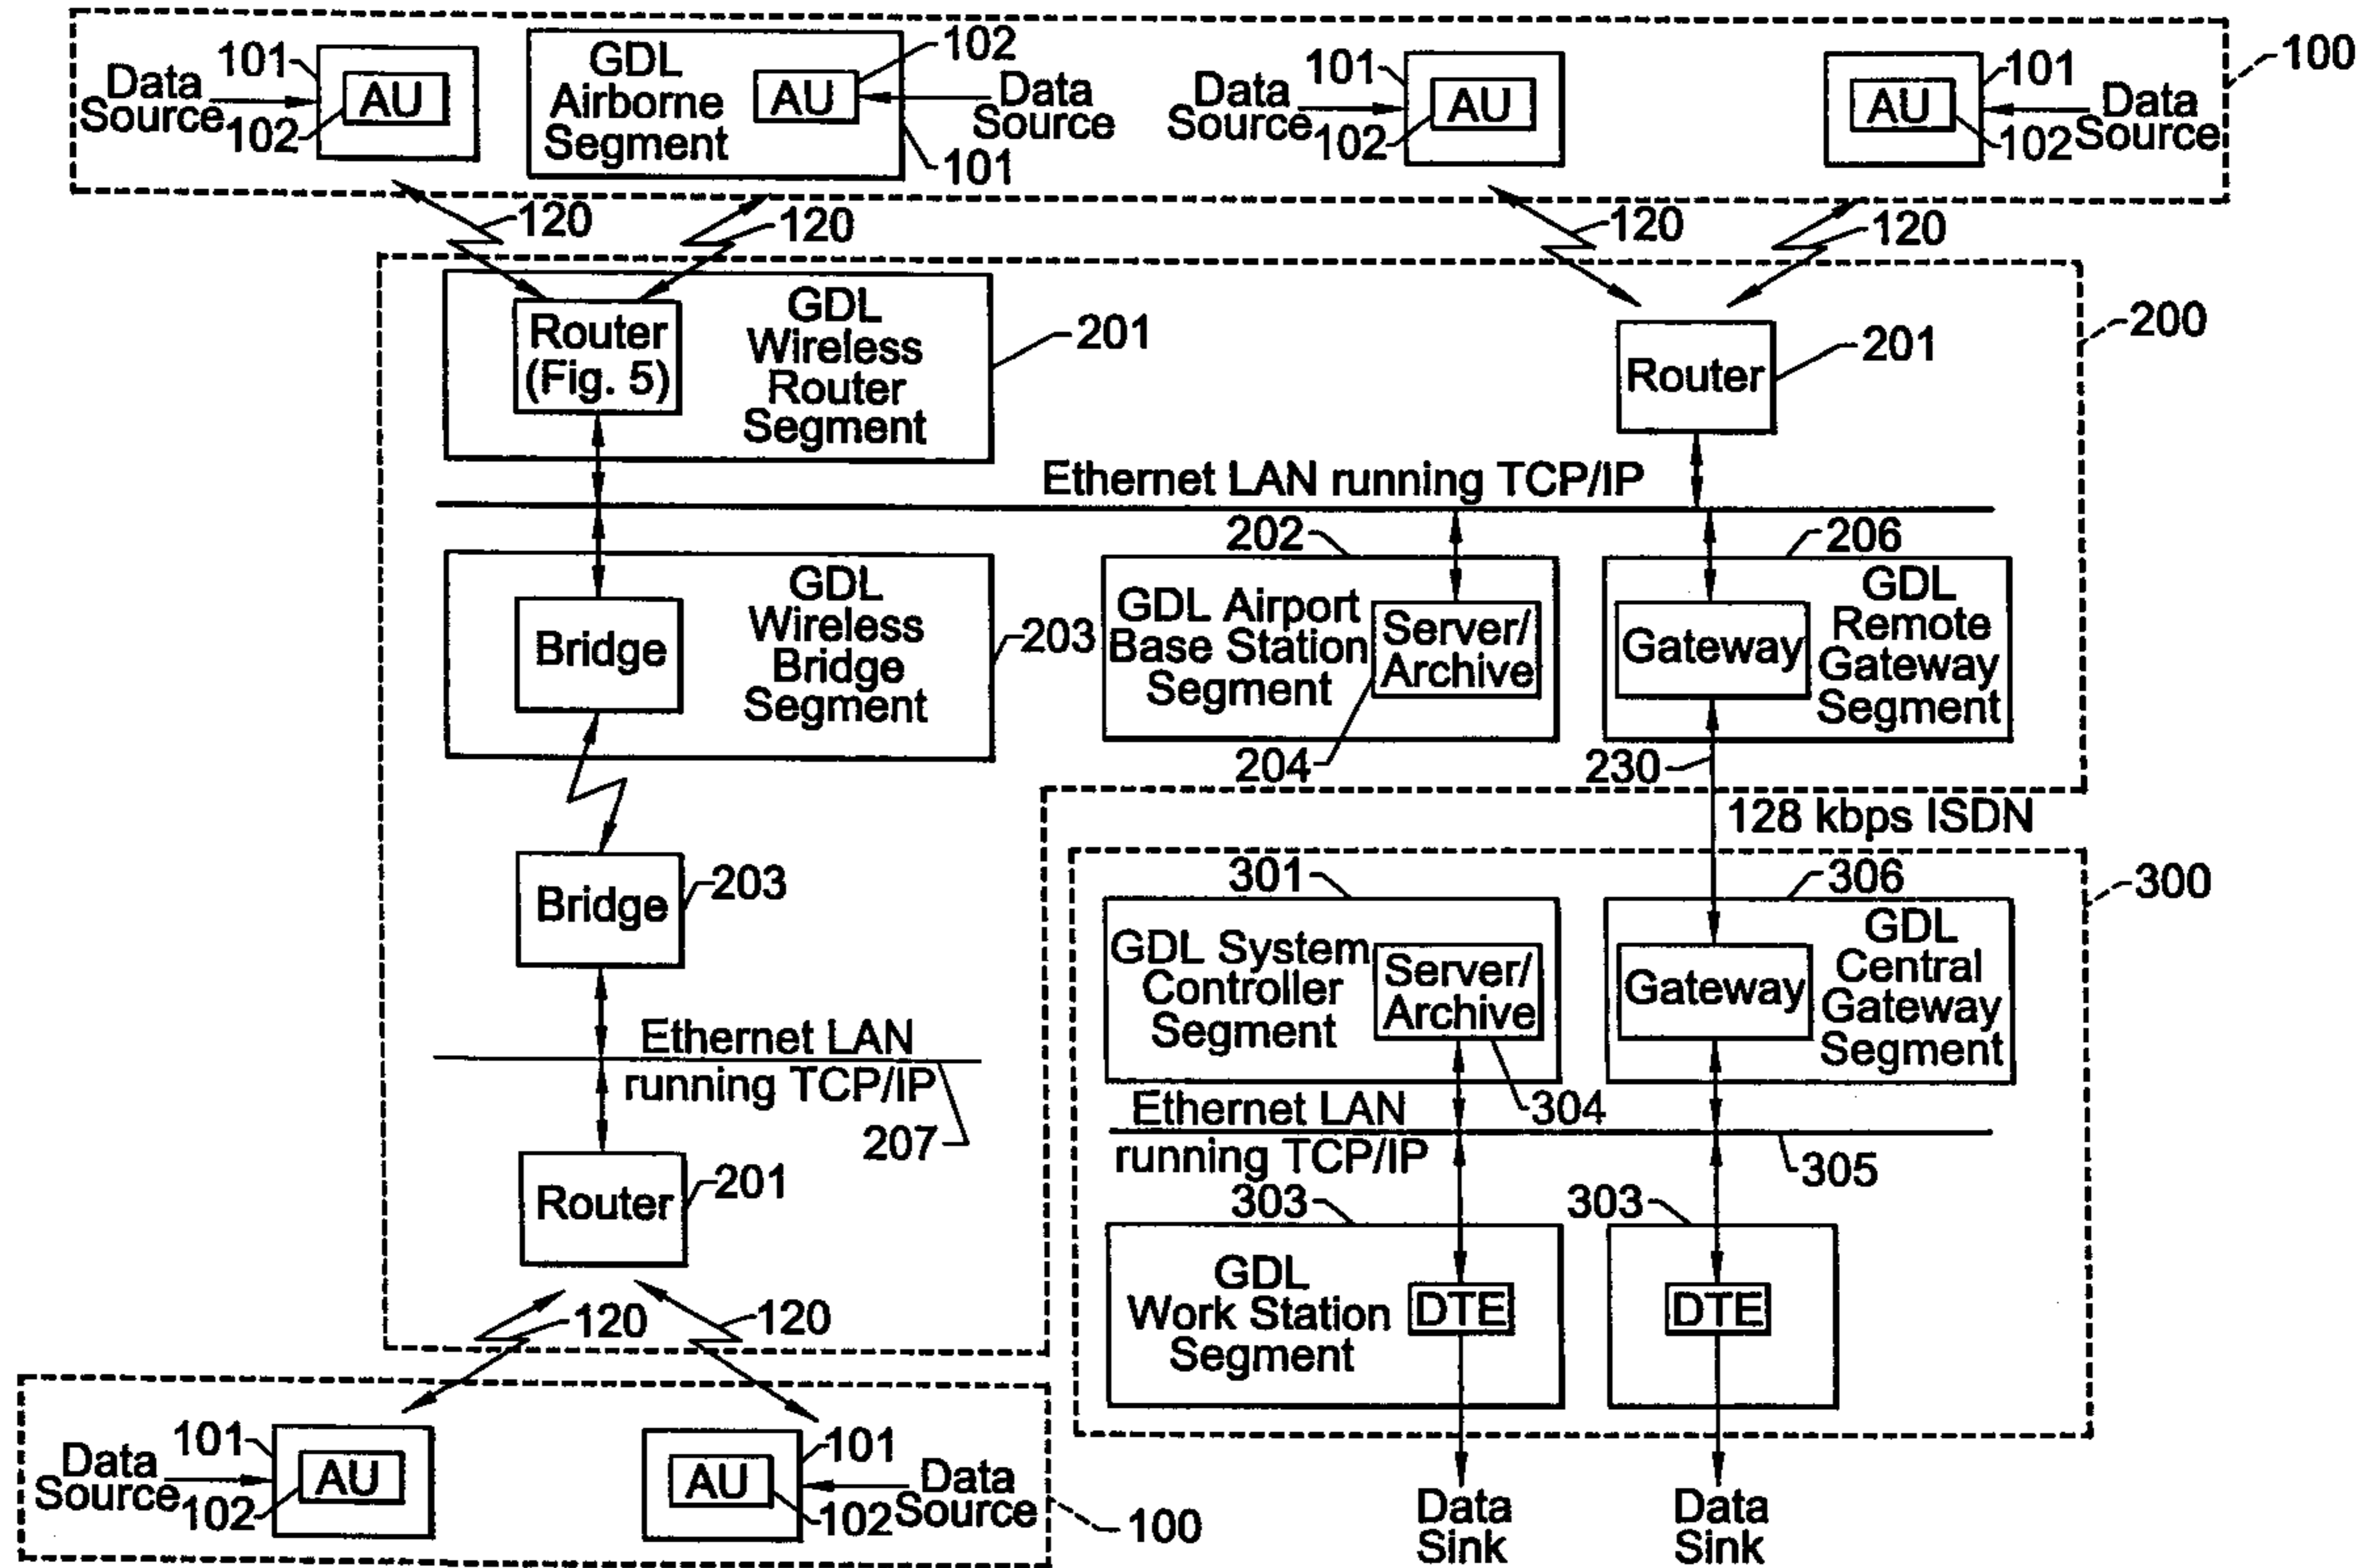 101
Data
Source
102
AU
GDL
Airborne
Segment
AU
102
Data
Source
101
Data
Source
101
102
AU
AU
101
102
Data
Source
100
120
120
120
120
Router
(Fig. 5)
GDL
Wireless
Router
Segment
201
Router
201
200
Ethernet LAN running TCP/IP
Bridge
GDL
Wireless
Bridge
Segment
203
202
GDL Airport
Base Station
Segment
Server/
Archive
204
206
Gateway
GDL
Remote
Gateway
Segment
230
128 kbps ISDN
Bridge
203
301
GDL System
Controller
Segment
Server/
Archive
304
306
Gateway
GDL
Central
Gateway
Segment
300
Ethernet LAN
running TCP/IP
207
Ethernet LAN
running TCP/IP
305
Router
201
303
GDL
Work Station
Segment
DTE
303
DTE
120
120
Data
Source
101
102
AU
AU
101
102
Data
Source
100
Data
Sink
Data
Sink